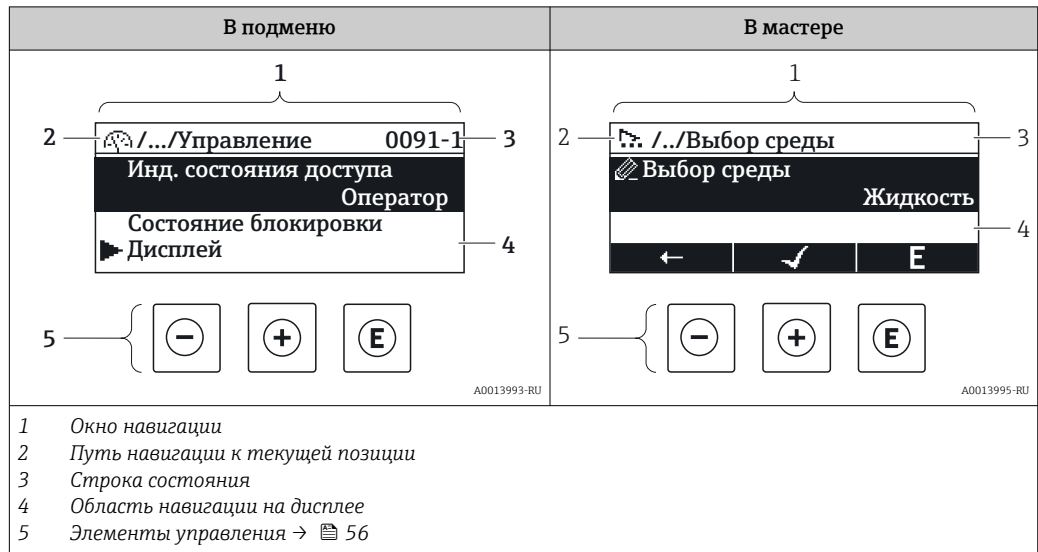 В подменю
В мастере
1
1
2
/.../Управление 0091-1
3
Инд. состояния доступа
Оператор
Состояние блокировки
Дисплей
4
5
E
A0013993-RU
2
/../Выбор среды
3
Выбор среды
Жидкость
4
E
5
E
A0013995-RU
1 Окно навигации
2 Путь навигации к текущей позиции
3 Строка состояния
4 Область навигации на дисплее
5 Элементы управления → 56